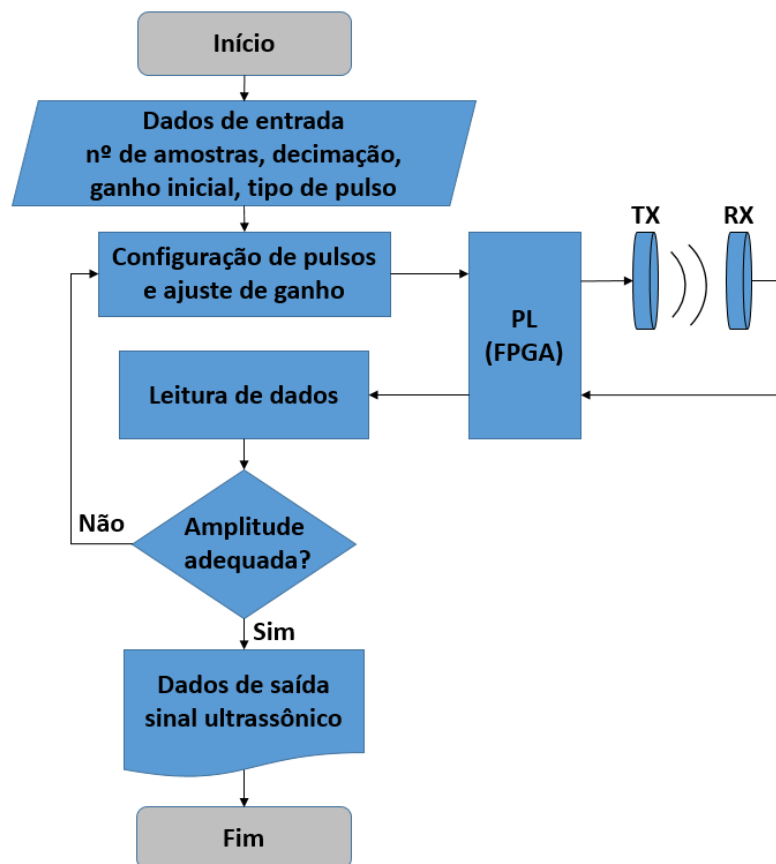 Início
Dados de entrada
nº de amostras, decimação,
ganho inicial, tipo de pulso
TX
RX
Configuração de pulsos
e ajuste de ganho
PL
(FPGA)
Leitura de dados
Não
Amplitude
adequada?
Sim
Dados de saída
sinal ultrassônico
Fim